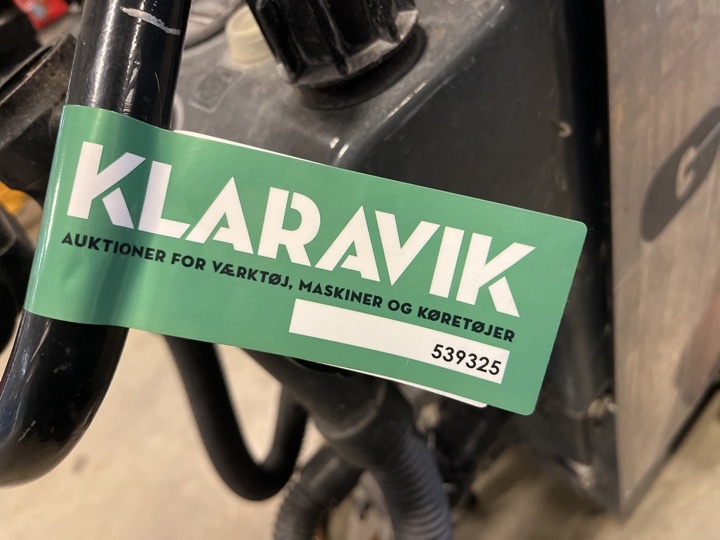 KLARAVIK
AUKTIONER FOR VÆRKTØJ, MASKINER OG KØRETØJER
539325